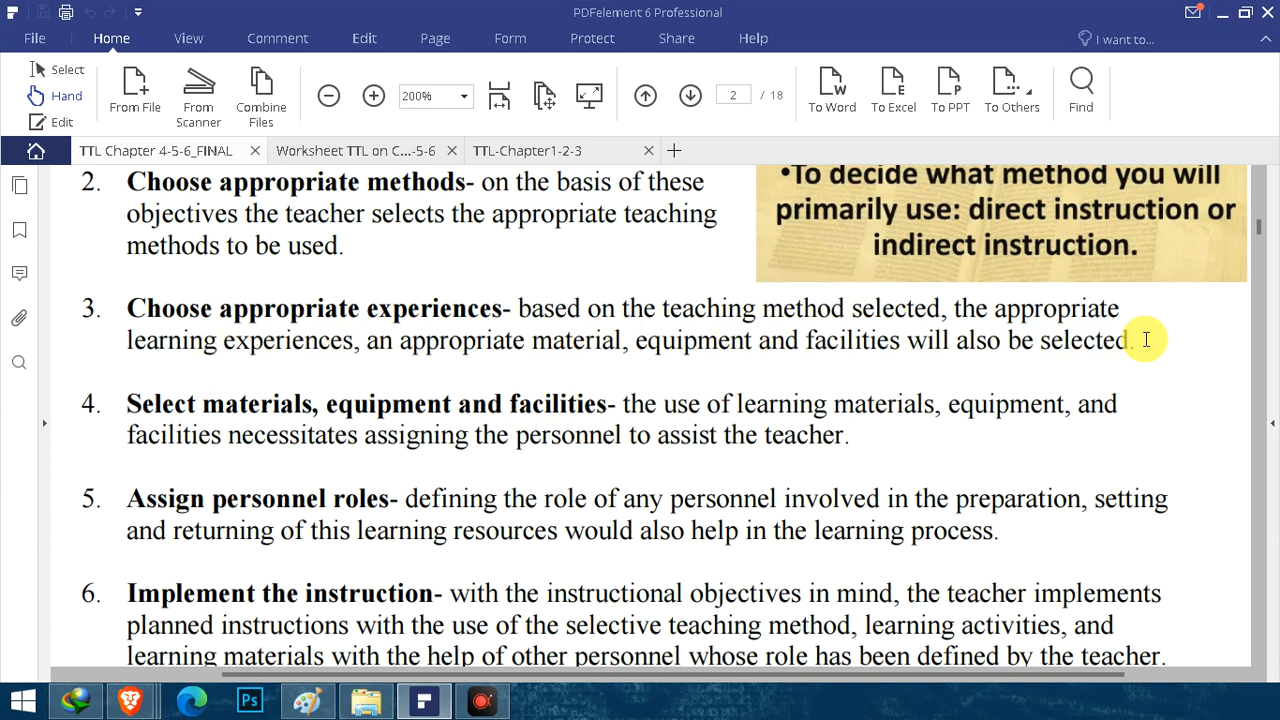 PDFelement 6 Professional
File Home View Comment Edit Page Form Protect Share Help I want to...
Select
Hand
Edit
From File
From Scanner
Combine Files
200%
2 / 18
To Word
To Excel
To PPT
To Others
Find
TTL Chapter 4-5-6_FINAL
Worksheet TTL on C...-5-6
TTL-Chapter1-2-3
2. Choose appropriate methods- on the basis of these
objectives the teacher selects the appropriate teaching
methods to be used.
•To decide what method you will
primarily use: direct instruction or
indirect instruction.
3. Choose appropriate experiences- based on the teaching method selected, the appropriate
learning experiences, an appropriate material, equipment and facilities will also be selected.
4. Select materials, equipment and facilities- the use of learning materials, equipment, and
facilities necessitates assigning the personnel to assist the teacher.
5. Assign personnel roles- defining the role of any personnel involved in the preparation, setting
and returning of this learning resources would also help in the learning process.
6. Implement the instruction- with the instructional objectives in mind, the teacher implements
planned instructions with the use of the selective teaching method, learning activities, and
learning materials with the help of other personnel whose role has been defined by the teacher.
Ps